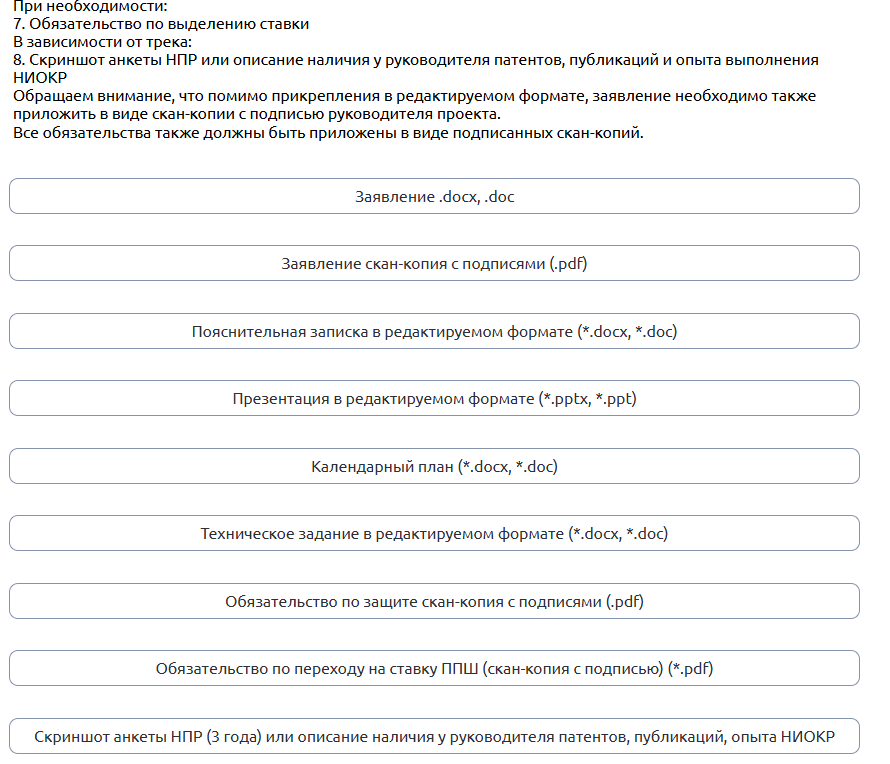 При необходимости:
7. Обязательство по выделению ставки
В зависимости от трека:
8. Скриншот анкеты НПР или описание наличия у руководителя патентов, публикаций и опыта выполнения
НИОКР
Обращаем внимание, что помимо прикрепления в редактируемом формате, заявление необходимо также
приложить в виде скан-копии с подписью руководителя проекта.
Все обязательства также должны быть приложены в виде подписанных скан-копий.
Заявление .docx, .doc
Заявление скан-копия с подписями (.pdf)
Пояснительная записка в редактируемом формате (*.docx, *.doc)
Презентация в редактируемом формате (*.pptx, *.ppt)
Календарный план (*.docx, *.doc)
Техническое задание в редактируемом формате (*.docx, *.doc)
Обязательство по защите скан-копия с подписями (.pdf)
Обязательство по переходу на ставку ППШ (скан-копия с подписью) (*.pdf)
Скриншот анкеты НПР (3 года) или описание наличия у руководителя патентов, публикаций, опыта НИОКР